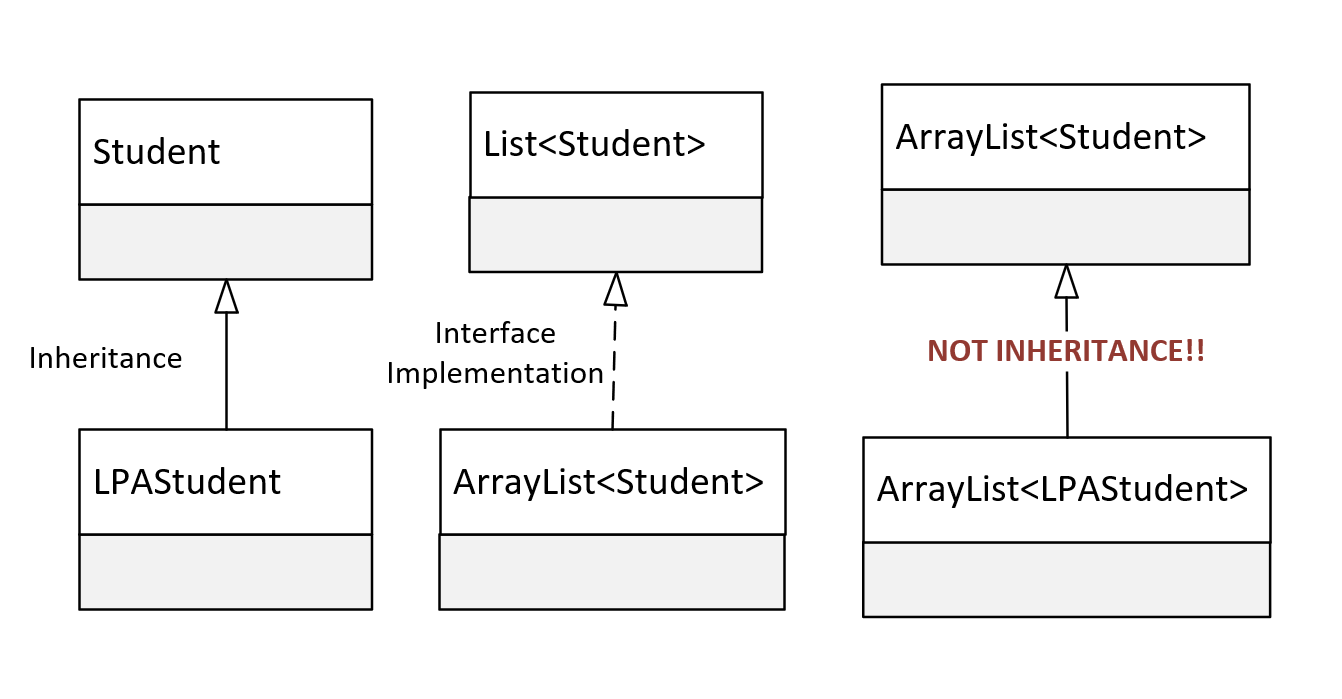 Student
Inheritance
LPAStudent
List<Student>
Interface
Implementation
ArrayList<Student>
ArrayList<Student>
NOT INHERITANCE!!
ArrayList<LPAStudent>